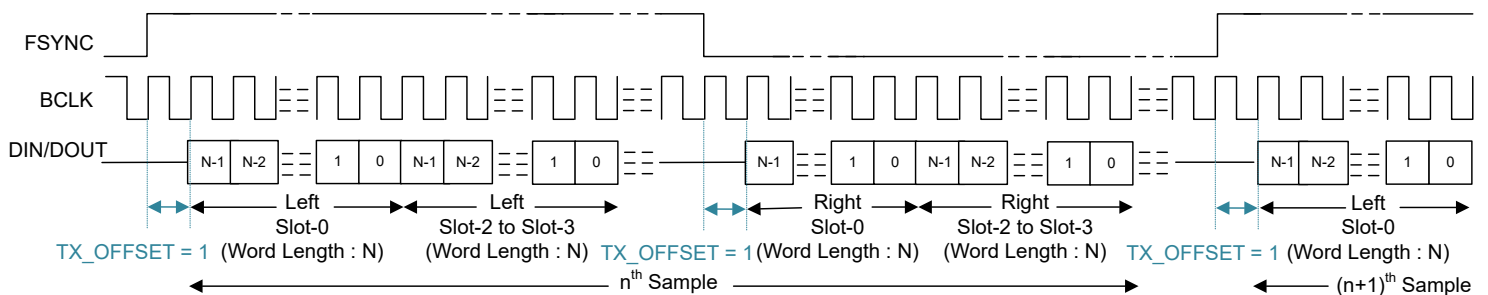 FSYNC
BCLK
DIN/DOUT
N-1 N-2 1 0 N-1 N-2 1 0 N-1 1 0 N-1 N-2 1 0 N-1 N-2 1 0
Left Left Right Right Left
Slot-0 Slot-2 to Slot-3 Slot-0 Slot-2 to Slot-3 Slot-0
TX_OFFSET = 1 (Word Length : N) (Word Length : N) TX_OFFSET = 1 (Word Length : N) (Word Length : N) TX_OFFSET = 1 (Word Length : N)
nth Sample (n+1)th Sample